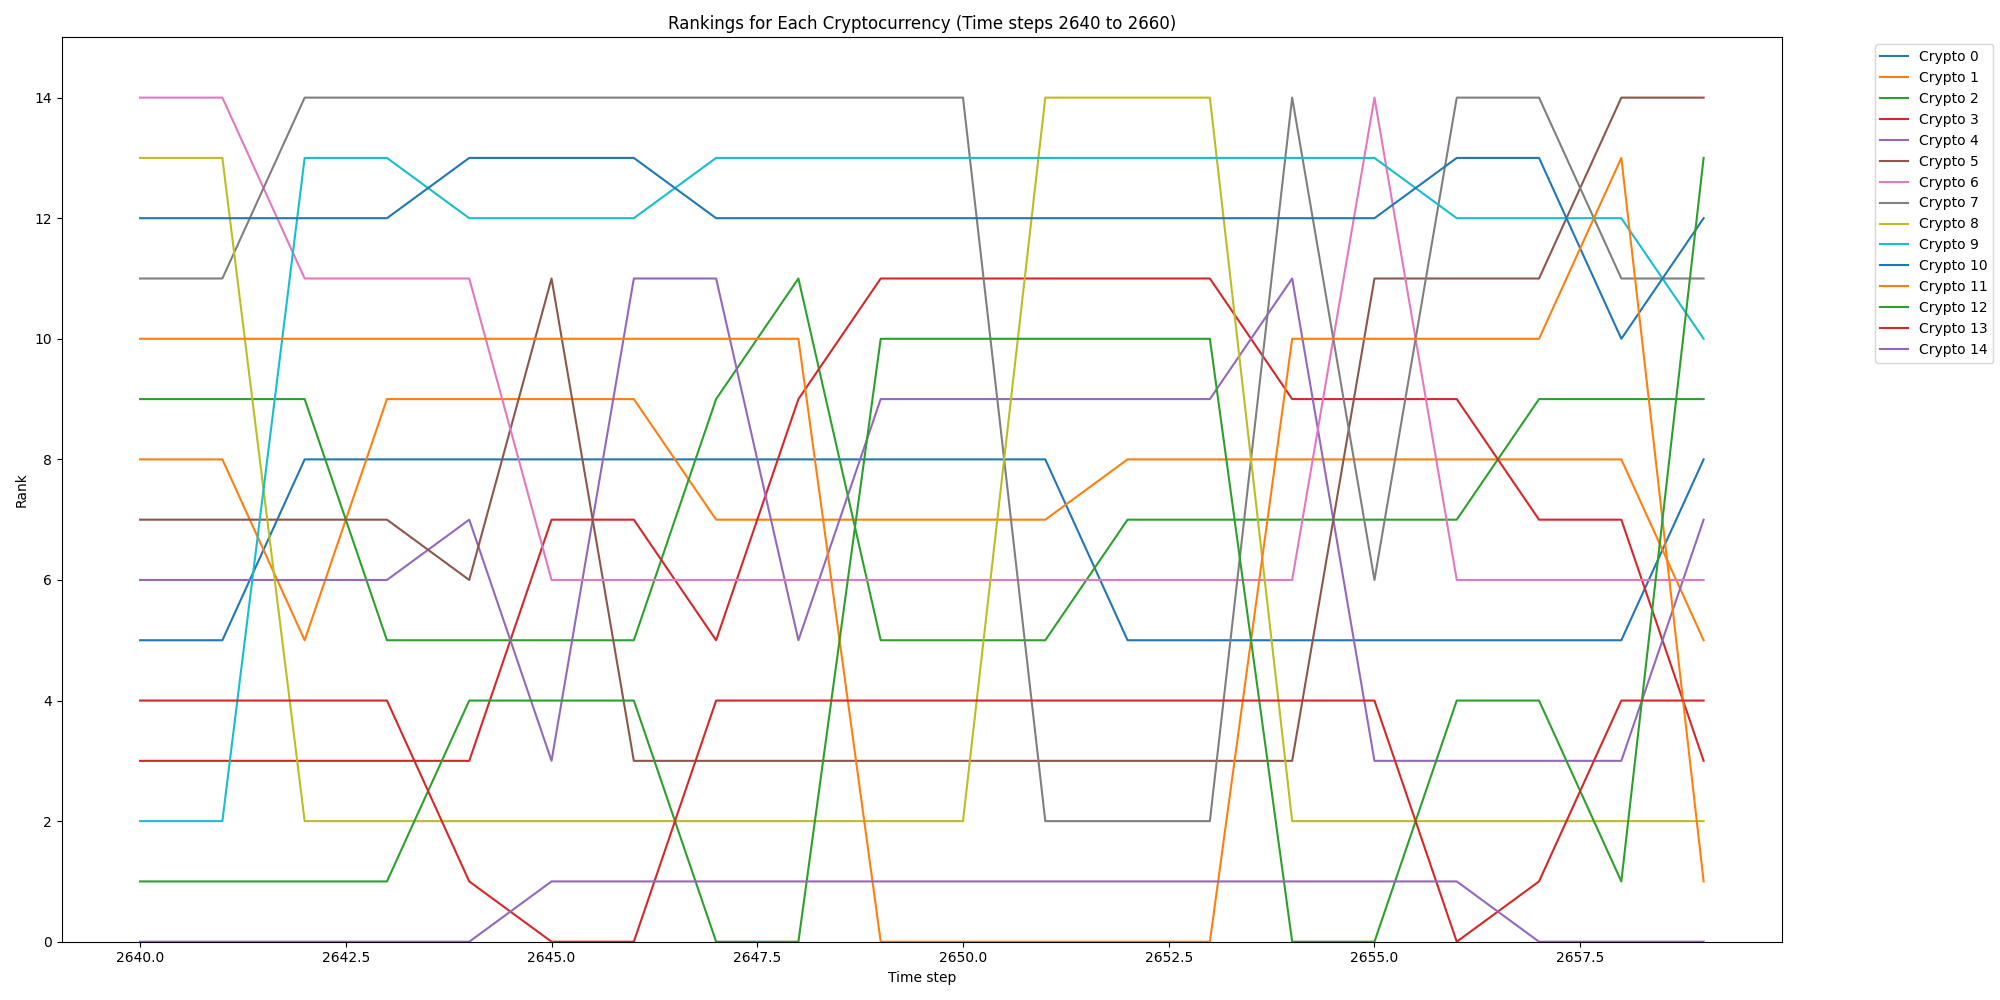 Rankings for Each Cryptocurrency (Time steps 2640 to 2660)
Rank
14
12
10
8
6
4
2
0
2640.0 2642.5 2645.0 2647.5 2650.0 2652.5 2655.0 2657.5
Time step
Crypto 0
Crypto 1
Crypto 2
Crypto 3
Crypto 4
Crypto 5
Crypto 6
Crypto 7
Crypto 8
Crypto 9
Crypto 10
Crypto 11
Crypto 12
Crypto 13
Crypto 14